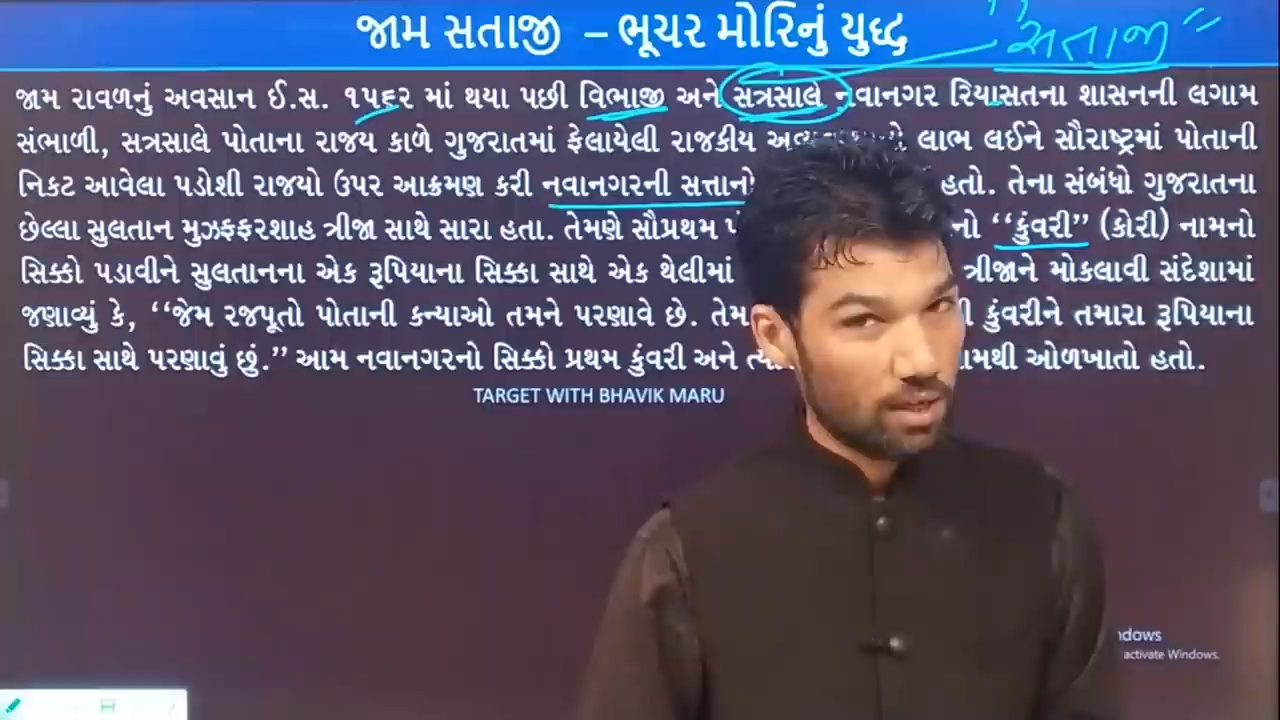 જામ સતાજી – ભૂચર મોરિનું યુદ્ધ
"સતાજી"
જામ રાવળનું અવસાન ઈ.સ. ૧૫૬૨ માં થયા પછી વિભાજી અને સત્રસાલે નવાનગર રિયાસતના શાસનની લગામ
સંભાળી, સત્રસાલે પોતાના રાજ્ય કાળે ગુજરાતમાં ફેલાયેલી રાજકીય લાભ લઈને સૌરાષ્ટ્રમાં પોતાની
નિકટ આવેલા પડોશી રાજયો ઉપર આક્રમણ કરી નવાનગરની સત્તાનો હતો. તેના સંબંધો ગુજરાતના
છેલ્લા સુલતાન મુઝફ્ફરશાહ ત્રીજા સાથે સારા હતા. તેમણે સૌપ્રથમ નો ‘‘કુંવરી’’ (કોરી) નામનો
સિક્કો પડાવીને સુલતાનના એક રૂપિયાના સિક્કા સાથે એક થેલીમાં ત્રીજાને મોકલાવી સંદેશામાં
જણાવ્યું કે, ‘‘જેમ રજપૂતો પોતાની કન્યાઓ તમને પરણાવે છે. તેમ કુંવરીને તમારા રૂપિયાના
સિક્કા સાથે પરણાવું છું.’’ આમ નવાનગરનો સિક્કો પ્રથમ કુંવરી અને ઓળખાતો હતો.
TARGET WITH BHAVIK MARU
activate Windows.